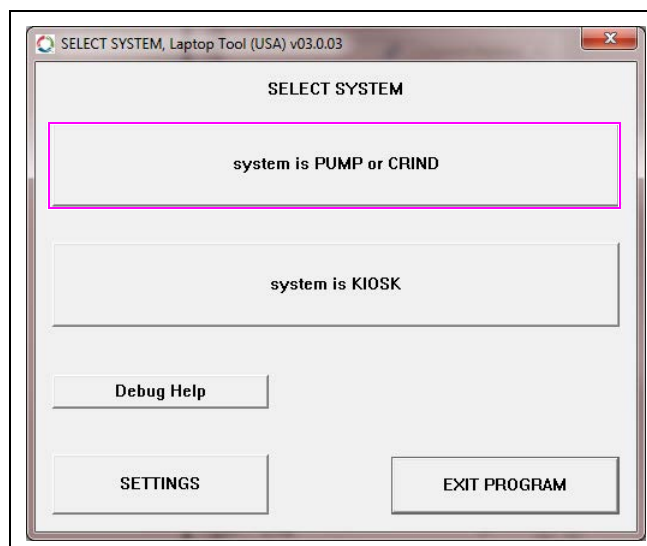 SELECT SYSTEM, Laptop Tool (USA) v03.0.03
SELECT SYSTEM
system is PUMP or CRIND
system is KIOSK
Debug Help
SETTINGS
EXIT PROGRAM